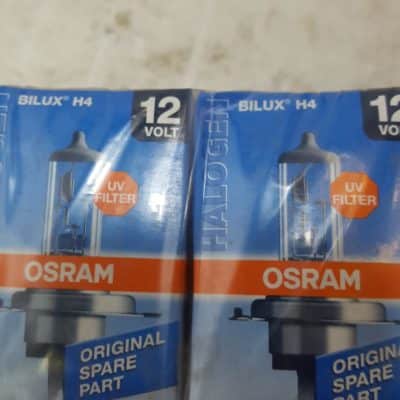 BILUX® H4
12
VOLT
UV
FILTER
OSRAM
ORIGINAL
SPARE
PART
HALOGEN
BILUX® H4
12
UV
FILTER
OSRAM
ORIGINAL
SPARE
PART